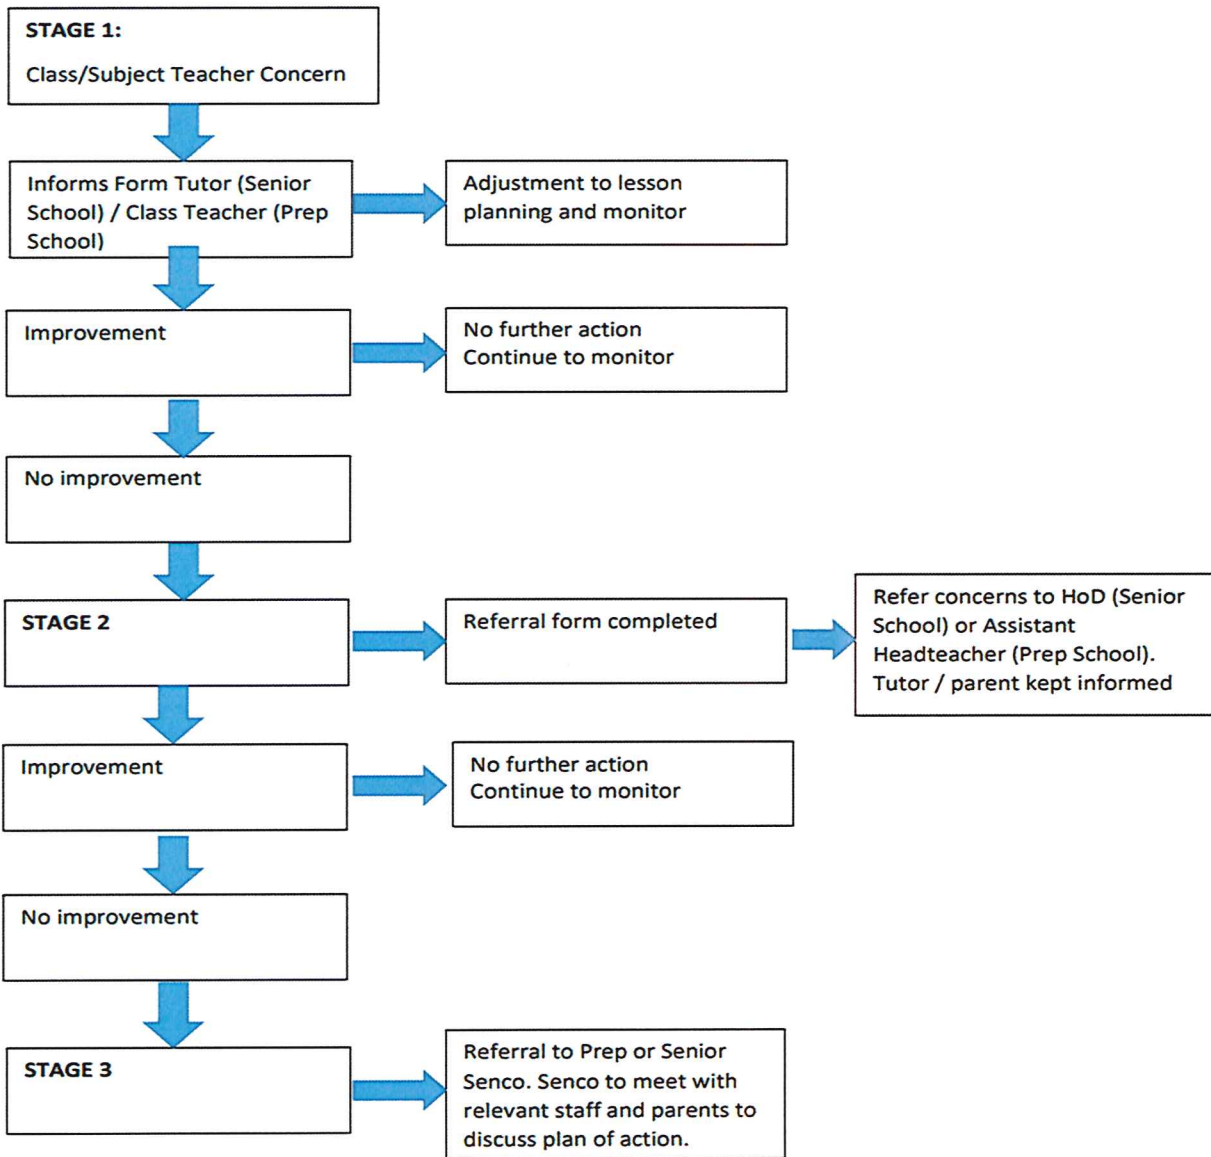 STAGE 1:
Class/Subject Teacher Concern
Informs Form Tutor (Senior
School) / Class Teacher (Prep
School)
Adjustment to lesson
planning and monitor
Improvement
No further action
Continue to monitor
No improvement
STAGE 2
Referral form completed
Refer concerns to HoD (Senior
School) or Assistant
Headteacher (Prep School).
Tutor / parent kept informed
Improvement
No further action
Continue to monitor
No improvement
STAGE 3
Referral to Prep or Senior
Senco. Senco to meet with
relevant staff and parents to
discuss plan of action.